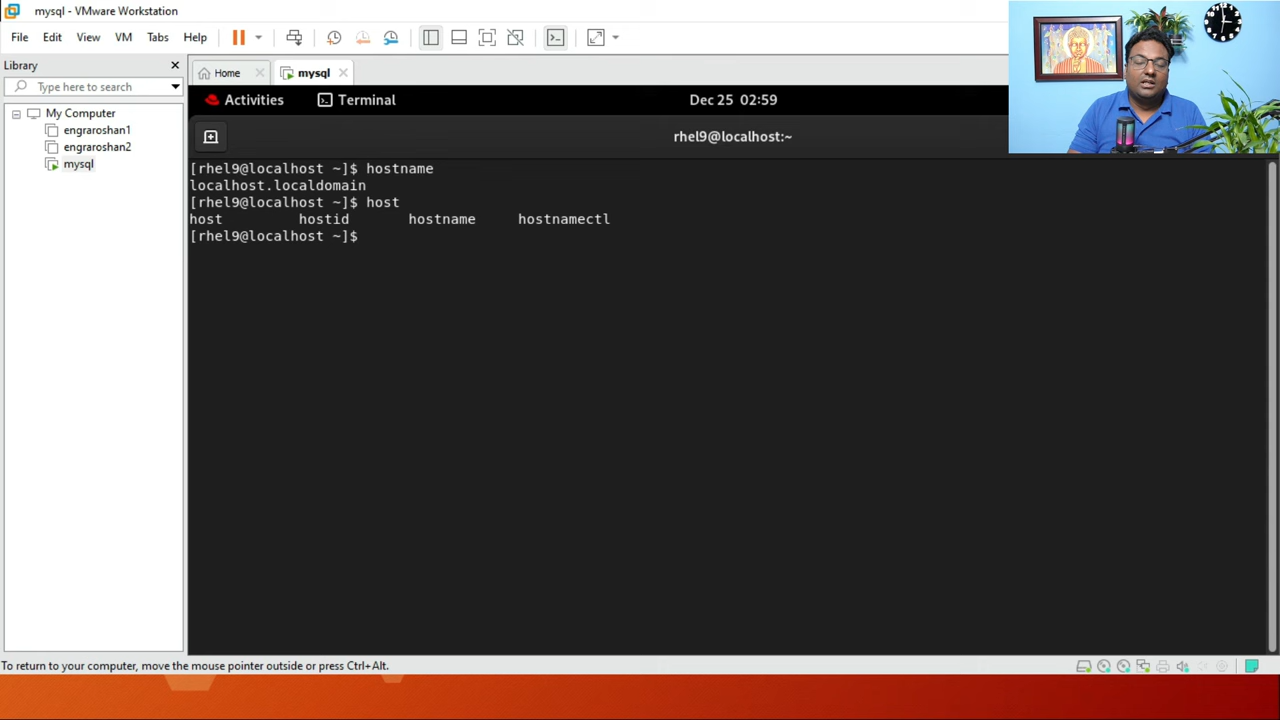 mysql - VMware Workstation
File Edit View VM Tabs Help
Library
Type here to search
My Computer
engraroshan1
engraroshan2
mysql
Home
mysql
Activities
Terminal
Dec 25 02:59
rhel9@localhost:~
[rhel9@localhost ~]$ hostname
localhost.localdomain
[rhel9@localhost ~]$ host
host hostid hostname hostnamectl
[rhel9@localhost ~]$
To return to your computer, move the mouse pointer outside or press Ctrl+Alt.